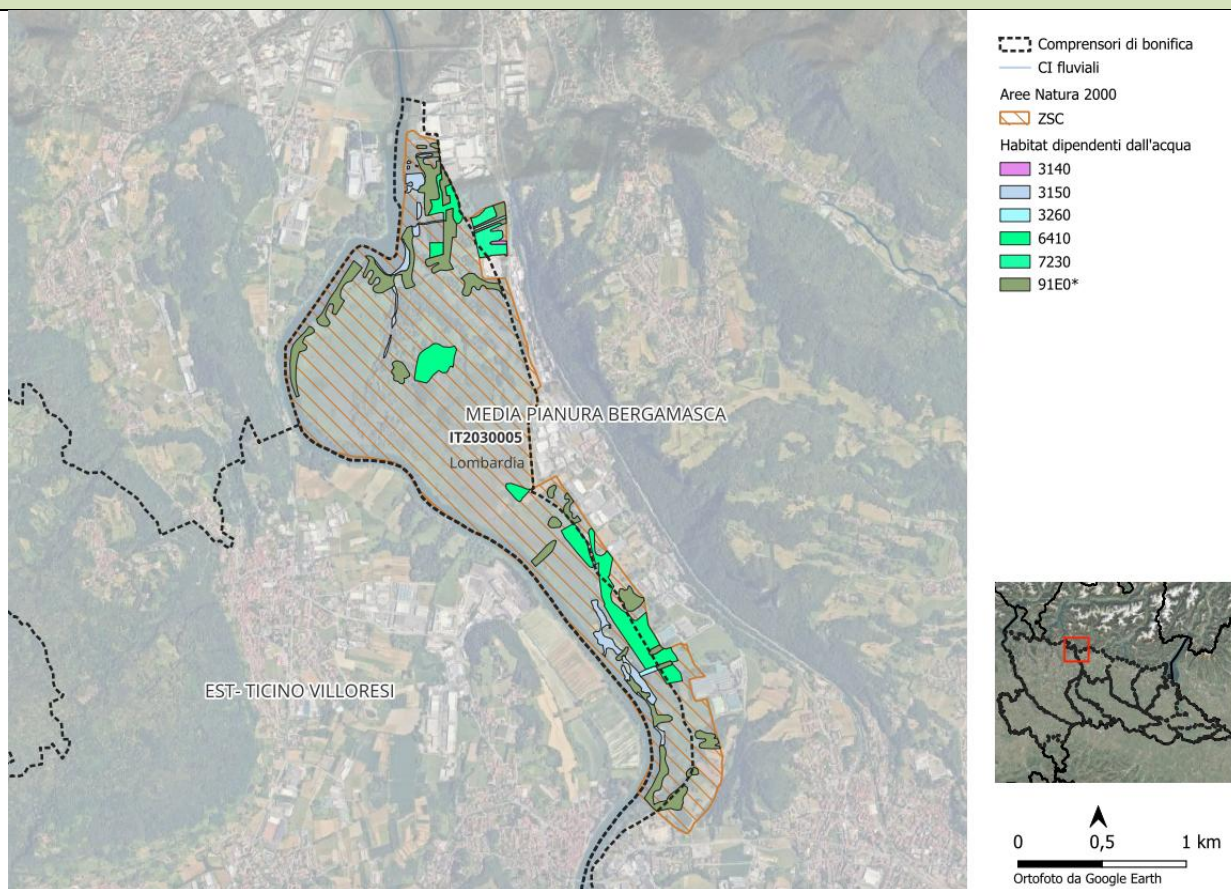 MEDIA PIANURA BERGAMASCA
IT2030005
Lombardia
EST- TICINO VILLORESI
Comprensori di bonifica
CI fluviali
Aree Natura 2000
ZSC
Habitat dipendenti dall'acqua
3140
3150
3260
6410
7230
91E0*
0 0,5 1 km
Ortofoto da Google Earth